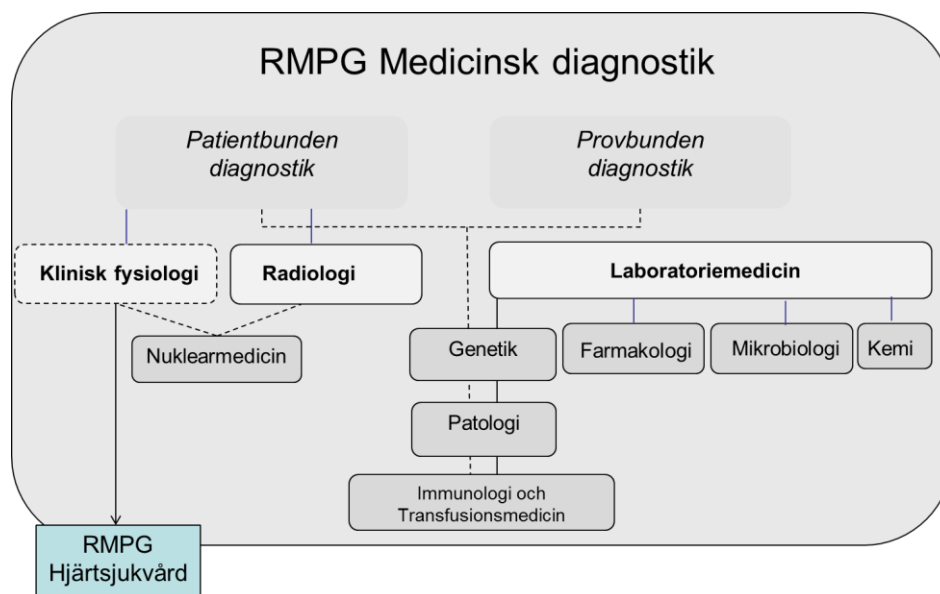 RMPG Medicinsk diagnostik
Patientbunden
diagnostik
Provbunden
diagnostik
Klinisk fysiologi
Radiologi
Laboratoriemedicin
Nuklearmedicin
Genetik
Farmakologi
Mikrobiologi
Kemi
Patologi
Immunologi och
Transfusionsmedicin
RMPG
Hjärtsjukvård